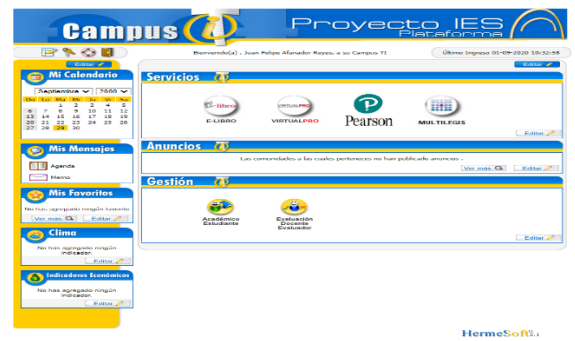 Campus ti
Proyecto IES
Plataforma
Bienvenido(a) , Juan Felipe Afanador Reyes, a su Campus TI
Último Ingreso 01-09-2020 10:32:58
Editar
Mi Calendario
Septiembre 2000
Do Lu Ma Mi Ju Vi Sa
1 2 3 4 5
6 7 8 9 10 11 12
13 14 15 16 17 18 19
20 21 22 23 24 25 26
27 28 29 30
Mis Mensajes
Agenda
Memo
Mis Favoritos
No has agregado ningún favorito
Ver más Editar
Clima
No has agregado ningún
indicador.
Editar
Indicadores Económicos
No has agregado ningún
indicador.
Editar
Servicios
e-libro
E-LIBRO
VIRTUALPRO
VIRTUALPRO
Pearson
MULTILEGIS
Editar
Anuncios
Las comunidades a las cuales perteneces no han publicado anuncios .
Ver más Editar
Gestión
Académico
Estudiante
Evaluación
Docente
Evaluador
Editar
HermeSoft